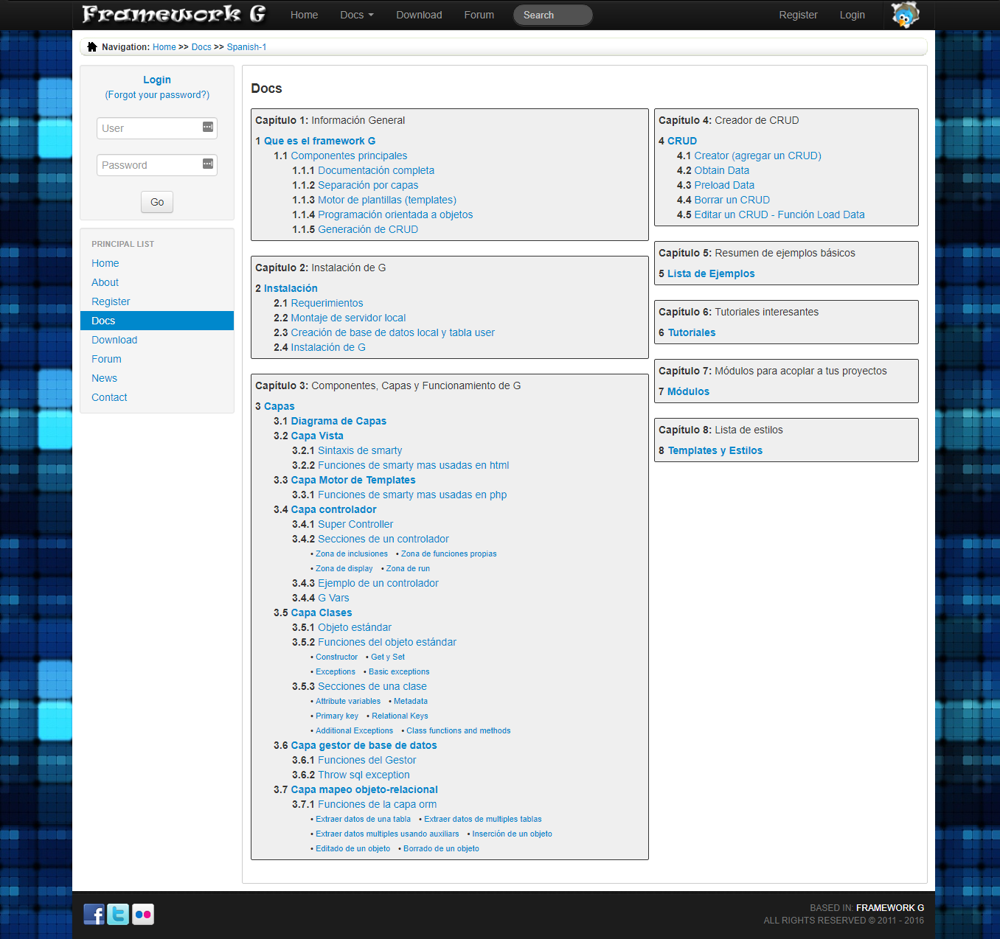 Framework G
Home Docs Download Forum Search Register Login
Navigation: Home >> Docs >> Spanish-1
Login
(Forgot your password?)
User
Password
Go
PRINCIPAL LIST
Home
About
Register
Docs
Download
Forum
News
Contact
Docs
Capítulo 1: Información General
1 Que es el framework G
1.1 Componentes principales
1.1.1 Documentación completa
1.1.2 Separación por capas
1.1.3 Motor de plantillas (templates)
1.1.4 Programación orientada a objetos
1.1.5 Generación de CRUD
Capítulo 2: Instalación de G
2 Instalación
2.1 Requerimientos
2.2 Montaje de servidor local
2.3 Creación de base de datos local y tabla user
2.4 Instalación de G
Capítulo 3: Componentes, Capas y Funcionamiento de G
3 Capas
3.1 Diagrama de Capas
3.2 Capa Vista
3.2.1 Sintaxis de smarty
3.2.2 Funciones de smarty mas usadas en html
3.3 Capa Motor de Templates
3.3.1 Funciones de smarty mas usadas en php
3.4 Capa controlador
3.4.1 Super Controller
3.4.2 Secciones de un controlador
• Zona de inclusiones • Zona de funciones propias
• Zona de display • Zona de run
3.4.3 Ejemplo de un controlador
3.4.4 G Vars
3.5 Capa Clases
3.5.1 Objeto estándar
3.5.2 Funciones del objeto estándar
• Constructor • Get y Set
• Exceptions • Basic exceptions
3.5.3 Secciones de una clase
• Attribute variables • Metadata
• Primary key • Relational Keys
• Additional Exceptions • Class functions and methods
3.6 Capa gestor de base de datos
3.6.1 Funciones del Gestor
3.6.2 Throw sql exception
3.7 Capa mapeo objeto-relacional
3.7.1 Funciones de la capa orm
• Extraer datos de una tabla • Extraer datos de multiples tablas
• Extraer datos multiples usando auxiliars • Inserción de un objeto
• Editado de un objeto • Borrado de un objeto
Capítulo 4: Creador de CRUD
4 CRUD
4.1 Creator (agregar un CRUD)
4.2 Obtain Data
4.3 Preload Data
4.4 Borrar un CRUD
4.5 Editar un CRUD - Función Load Data
Capítulo 5: Resumen de ejemplos básicos
5 Lista de Ejemplos
Capítulo 6: Tutoriales interesantes
6 Tutoriales
Capítulo 7: Módulos para acoplar a tus proyectos
7 Módulos
Capítulo 8: Lista de estilos
8 Templates y Estilos
BASED IN: FRAMEWORK G
ALL RIGHTS RESERVED © 2011 - 2016